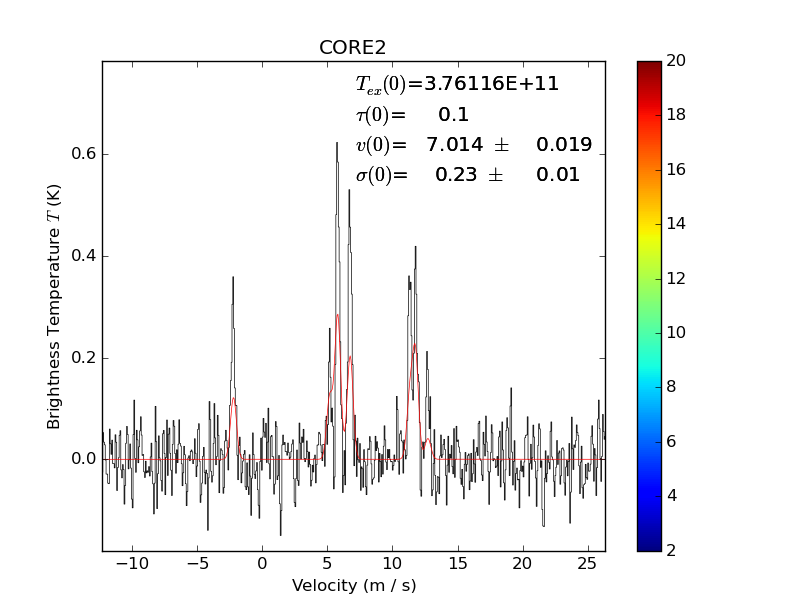 CORE2
T_ex(0)=3.76116E+11
τ(0)= 0.1
v(0)= 7.014 ± 0.019
σ(0)= 0.23 ± 0.01
Brightness Temperature T (K)
0.6
0.4
0.2
0.0
−10 −5 0 5 10 15 20 25
Velocity (m / s)
20
18
16
14
12
10
8
6
4
2